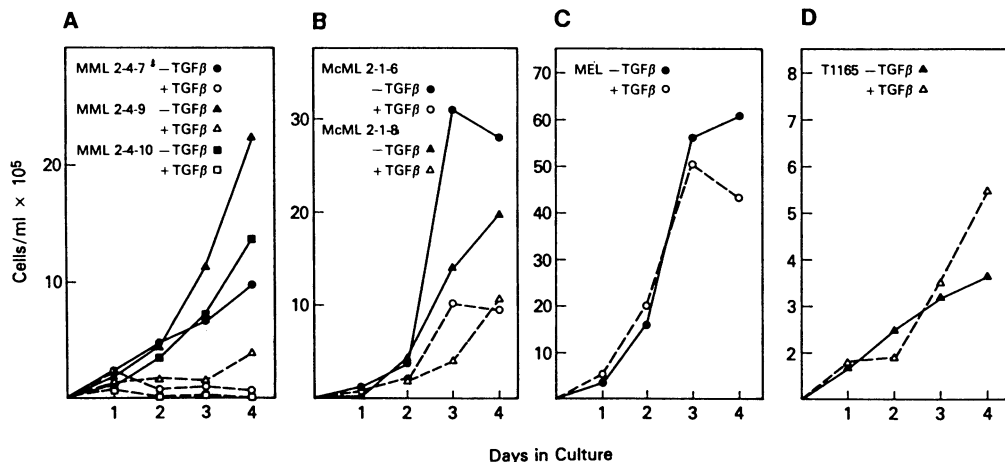 A
MML 2-4-7 – TGFβ ●
+ TGFβ ○
MML 2-4-9 – TGFβ ▲
+ TGFβ △
MML 2-4-10 – TGFβ ■
+ TGFβ □
20
10
1 2 3 4
B
McML 2-1-6
– TGFβ ●
+ TGFβ ○
McML 2-1-8
– TGFβ ▲
+ TGFβ △
30
20
10
1 2 3 4
C
MEL – TGFβ ●
+ TGFβ ○
70
60
50
40
30
20
10
1 2 3 4
D
T1165 – TGFβ ▲
+ TGFβ △
8
7
6
5
4
3
2
1 2 3 4
Cells/ml × 10⁵
Days in Culture